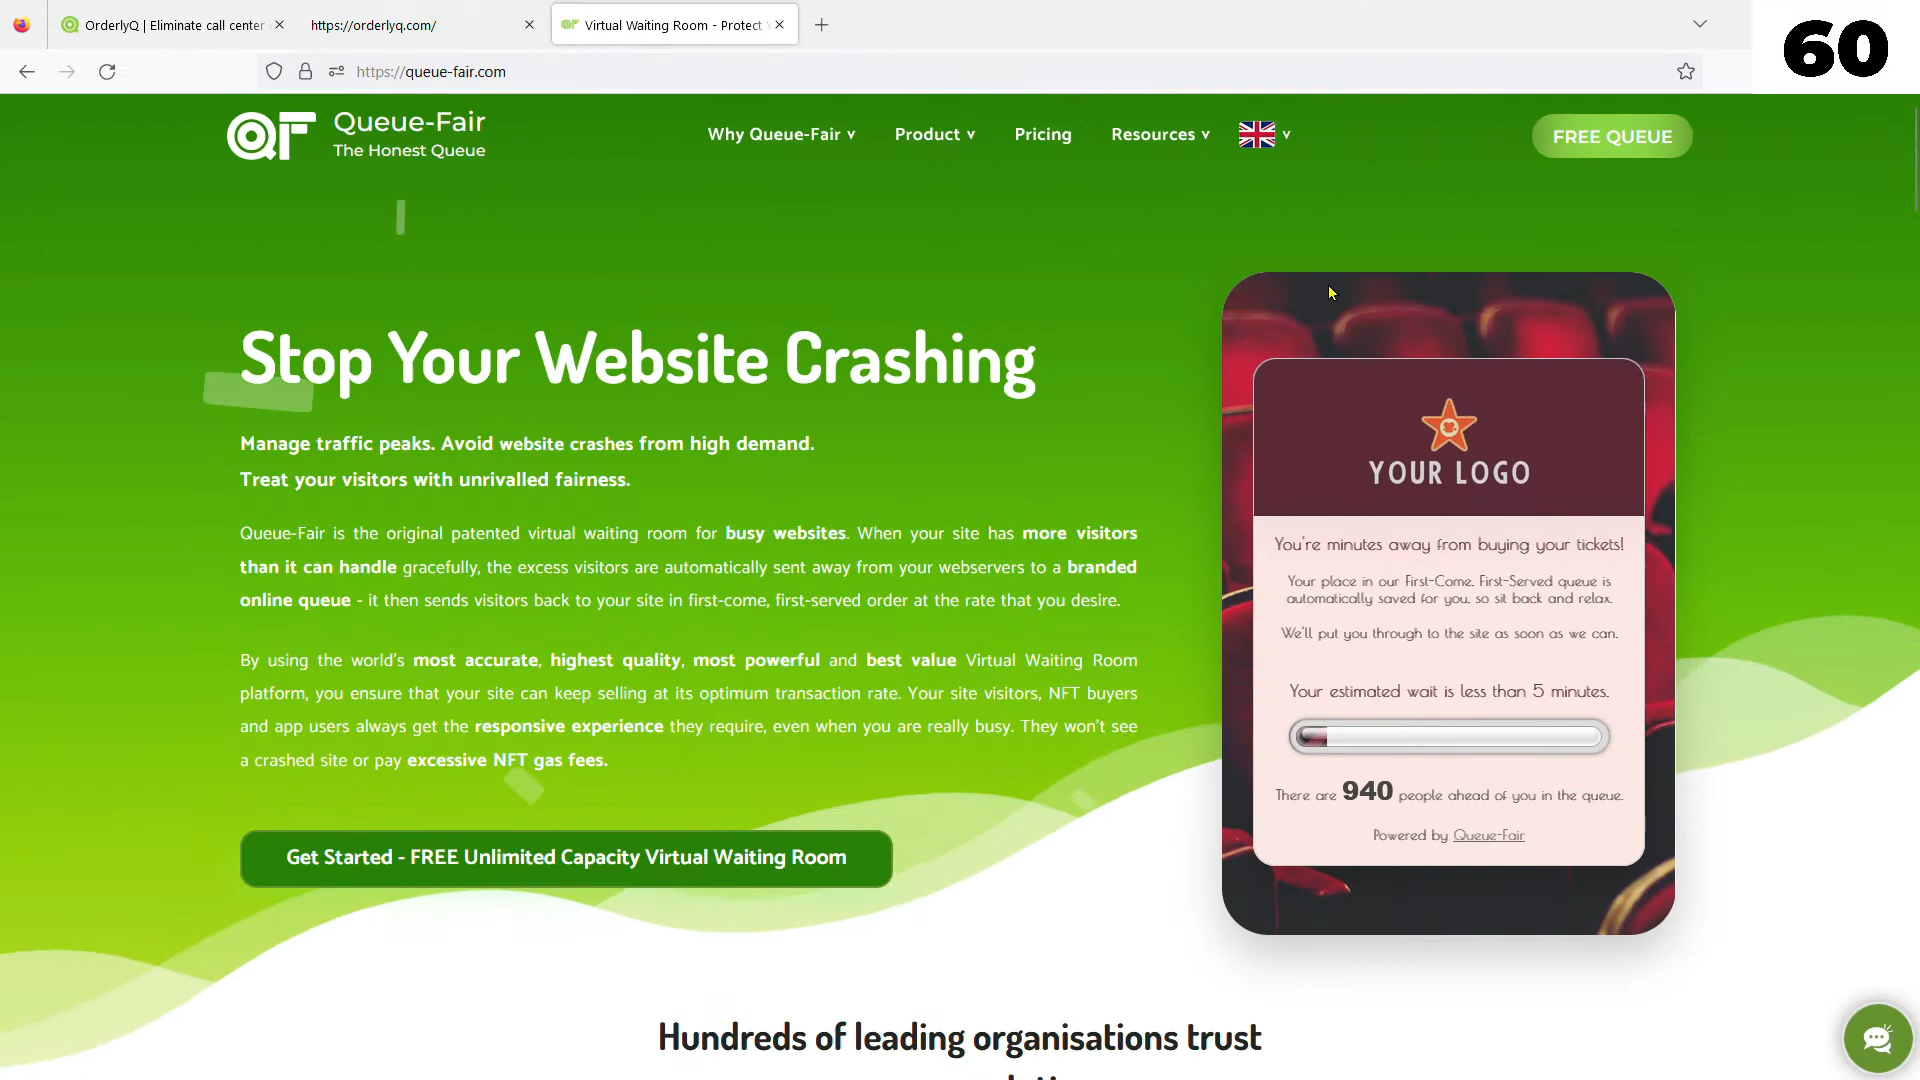 OrderlyQ | Eliminate call center
https://orderlyq.com/
Virtual Waiting Room - Protect
60
https://queue-fair.com
QF
Queue-Fair
The Honest Queue
Why Queue-Fair
Product
Pricing
Resources
FREE QUEUE
Stop Your Website Crashing
Manage traffic peaks. Avoid website crashes from high demand.
Treat your visitors with unrivalled fairness.
Queue-Fair is the original patented virtual waiting room for busy websites. When your site has more visitors
than it can handle gracefully, the excess visitors are automatically sent away from your webservers to a branded
online queue - it then sends visitors back to your site in first-come, first-served order at the rate that you desire.
By using the world's most accurate, highest quality, most powerful and best value Virtual Waiting Room
platform, you ensure that your site can keep selling at its optimum transaction rate. Your site visitors, NFT buyers
and app users always get the responsive experience they require, even when you are really busy. They won't see
a crashed site or pay excessive NFT gas fees.
Get Started - FREE Unlimited Capacity Virtual Waiting Room
YOUR LOGO
You're minutes away from buying your tickets!
Your place in our First-Come, First-Served queue is
automatically saved for you, so sit back and relax.
We'll put you through to the site as soon as we can.
Your estimated wait is less than 5 minutes.
There are 940 people ahead of you in the queue.
Powered by Queue-Fair
Hundreds of leading organisations trust